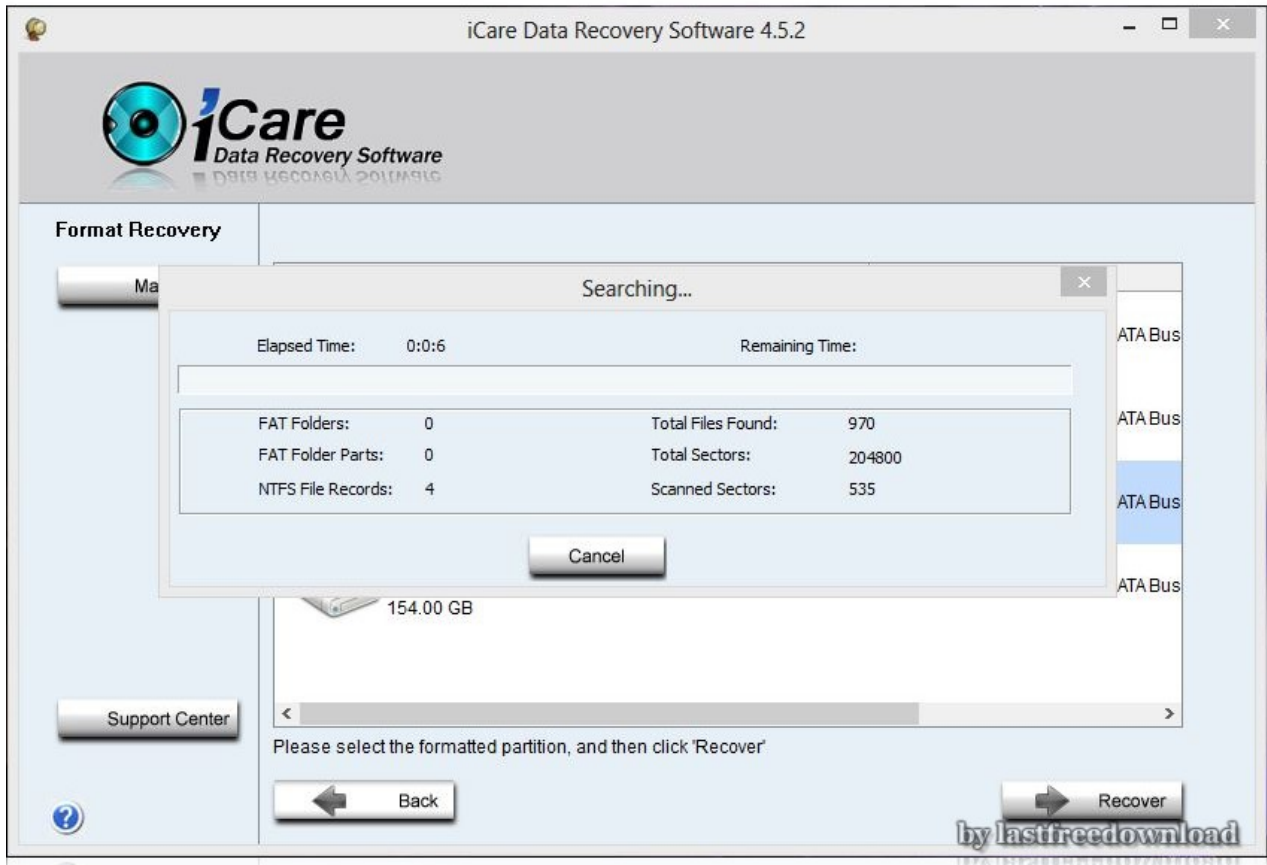 iCare Data Recovery Software 4.5.2
iCare
Data Recovery Software
Format Recovery
Ma
Searching...
Elapsed Time: 0:0:6 Remaining Time:
FAT Folders: 0 Total Files Found: 970
FAT Folder Parts: 0 Total Sectors: 204800
NTFS File Records: 4 Scanned Sectors: 535
Cancel
ATA Bus
ATA Bus
ATA Bus
ATA Bus
154.00 GB
Support Center
Please select the formatted partition, and then click 'Recover'
Back Recover
by lastfreedownload